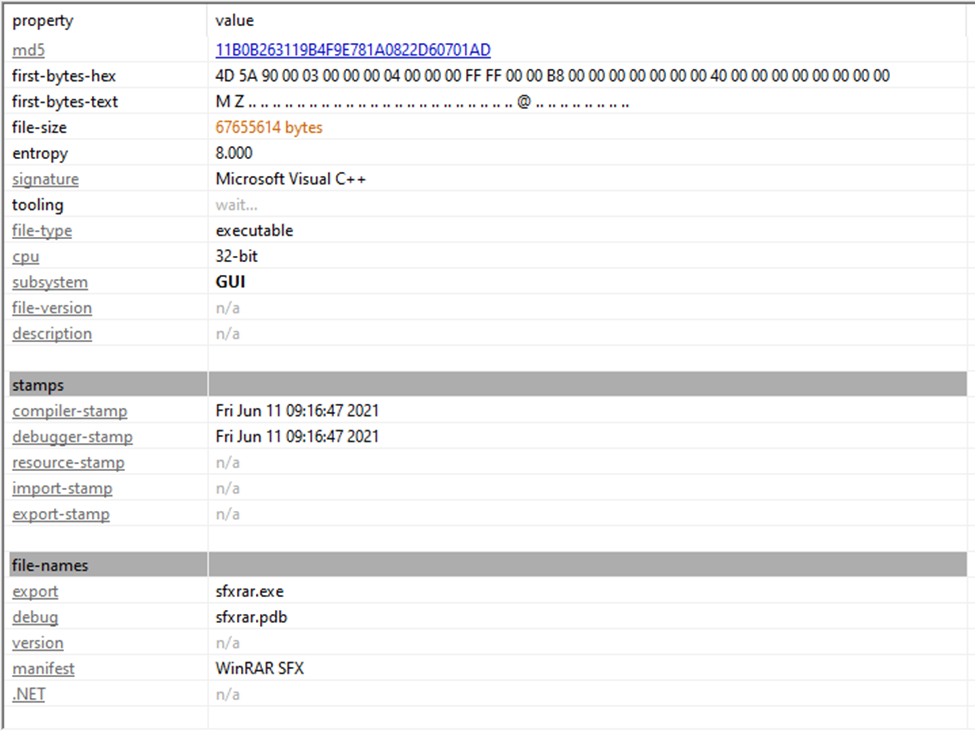 property value
md5 11B0B263119B4F9E781A0822D60701AD
first-bytes-hex 4D 5A 90 00 03 00 00 00 04 00 00 00 FF FF 00 00 B8 00 00 00 00 00 00 00 40 00 00 00 00 00 00 00
first-bytes-text M Z .. .. .. .. .. .. .. .. .. .. .. .. .. .. .. .. .. .. .. .. .. .. @ .. .. .. .. .. .. .. ..
file-size 67655614 bytes
entropy 8.000
signature Microsoft Visual C++
tooling wait...
file-type executable
cpu 32-bit
subsystem GUI
file-version n/a
description n/a
stamps
compiler-stamp Fri Jun 11 09:16:47 2021
debugger-stamp Fri Jun 11 09:16:47 2021
resource-stamp n/a
import-stamp n/a
export-stamp n/a
file-names
export sfxrar.exe
debug sfxrar.pdb
version n/a
manifest WinRAR SFX
.NET n/a